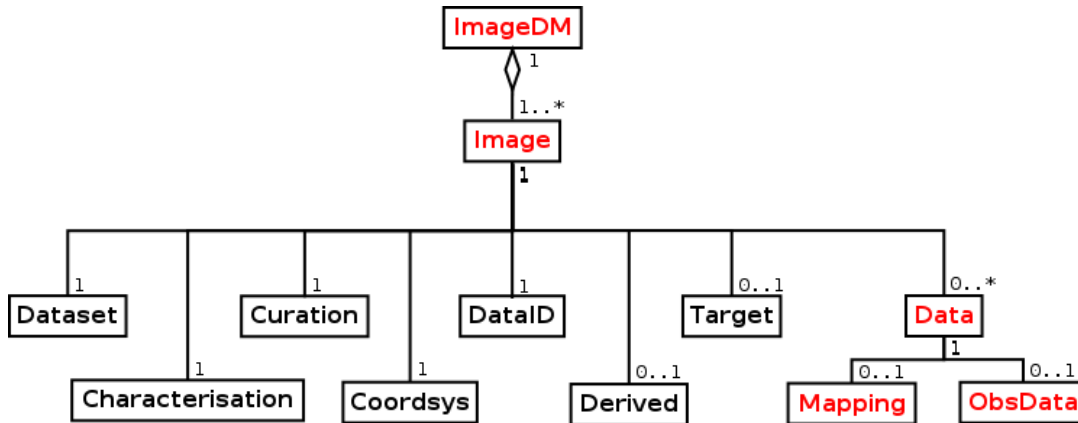 ImageDM
1
1..*
Image
1
1
1
1
0..1
0..*
Dataset
Curation
DataID
Target
Data
1
1
1
0..1
0..1
0..1
Characterisation
Coordsys
Derived
Mapping
ObsData